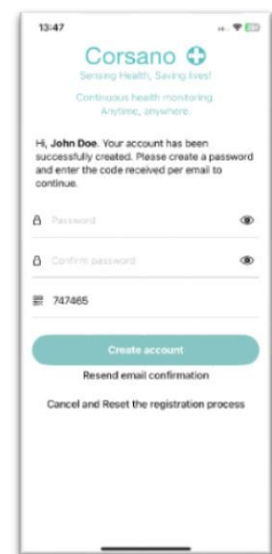 13:47
Corsano
Sensing Health, Saving lives!
Continuous health monitoring.
Anytime, anywhere.
Hi, John Doe. Your account has been
successfully created. Please create a password
and enter the code received per email to
continue.
Password
Confirm password
747465
Create account
Resend email confirmation
Cancel and Reset the registration process